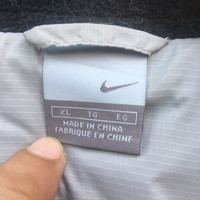 XL TG EG
MADE IN CHINA
FABRIQUE EN CHINE